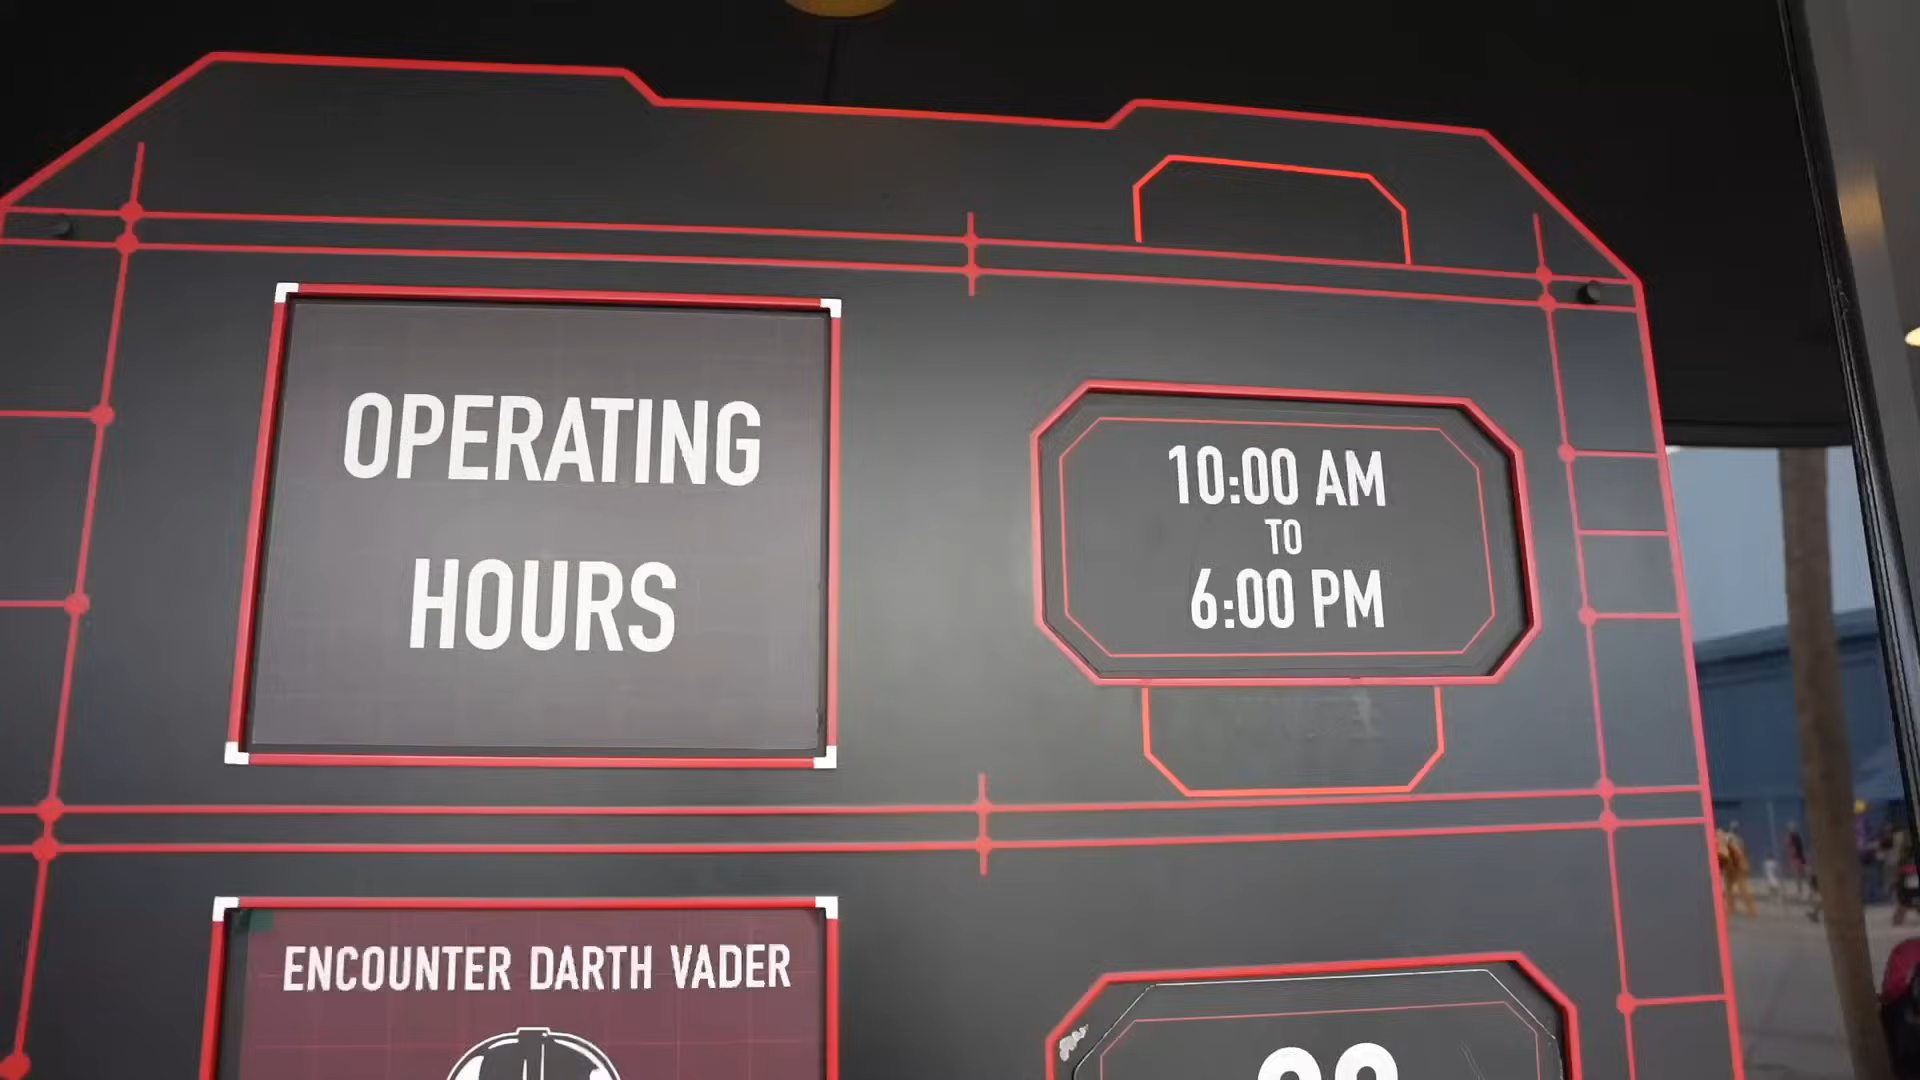 OPERATING
HOURS
10:00 AM
TO
6:00 PM
ENCOUNTER DARTH VADER